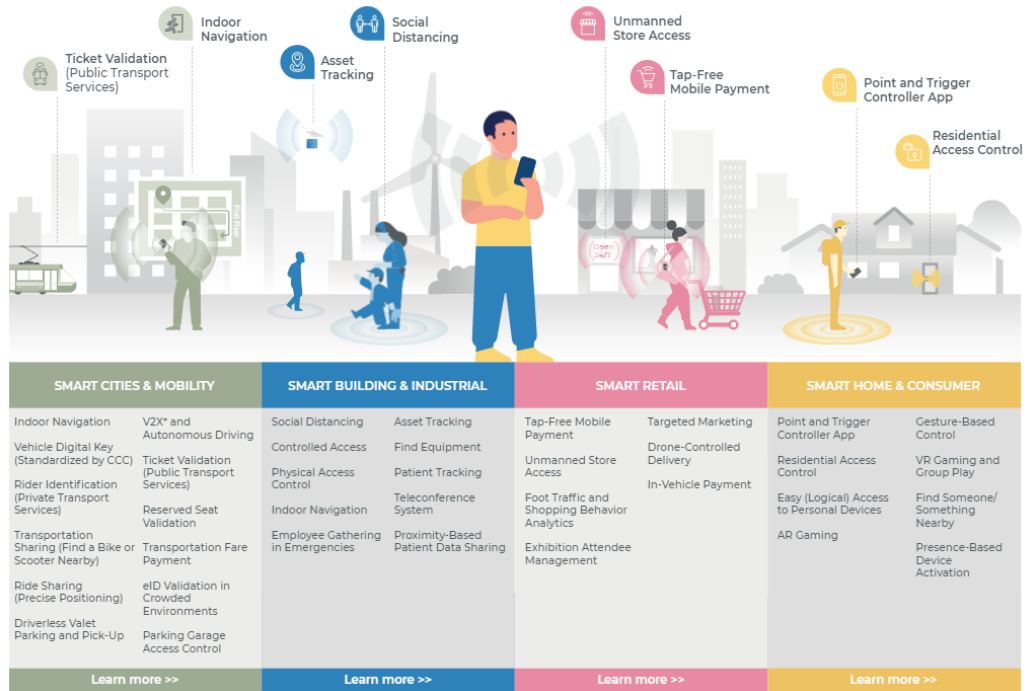 Indoor
Navigation
Social
Distancing
Unmanned
Store Access
Ticket Validation
(Public Transport
Services)
Asset
Tracking
Tap-Free
Mobile Payment
Point and Trigger
Controller App
Residential
Access Control
First Floor
Open
24/7
SMART CITIES & MOBILITY
Indoor Navigation
Vehicle Digital Key
(Standardized by CCC)
Rider Identification
(Private Transport
Services)
Transportation
Sharing (Find a Bike or
Scooter Nearby)
Ride Sharing
(Precise Positioning)
Driverless Valet
Parking and Pick-Up
V2X* and
Autonomous Driving
Ticket Validation
(Public Transport
Services)
Reserved Seat
Validation
Transportation Fare
Payment
eID Validation in
Crowded
Environments
Parking Garage
Access Control
Learn more >>
SMART BUILDING & INDUSTRIAL
Social Distancing
Controlled Access
Physical Access
Control
Indoor Navigation
Employee Gathering
in Emergencies
Asset Tracking
Find Equipment
Patient Tracking
Teleconference
System
Proximity-Based
Patient Data Sharing
Learn more >>
SMART RETAIL
Tap-Free Mobile
Payment
Unmanned Store
Access
Foot Traffic and
Shopping Behavior
Analytics
Exhibition Attendee
Management
Targeted Marketing
Drone-Controlled
Delivery
In-Vehicle Payment
Learn more >>
SMART HOME & CONSUMER
Point and Trigger
Controller App
Residential Access
Control
Easy (Logical) Access
to Personal Devices
AR Gaming
Gesture-Based
Control
VR Gaming and
Group Play
Find Someone/
Something
Nearby
Presence-Based
Device
Activation
Learn more >>